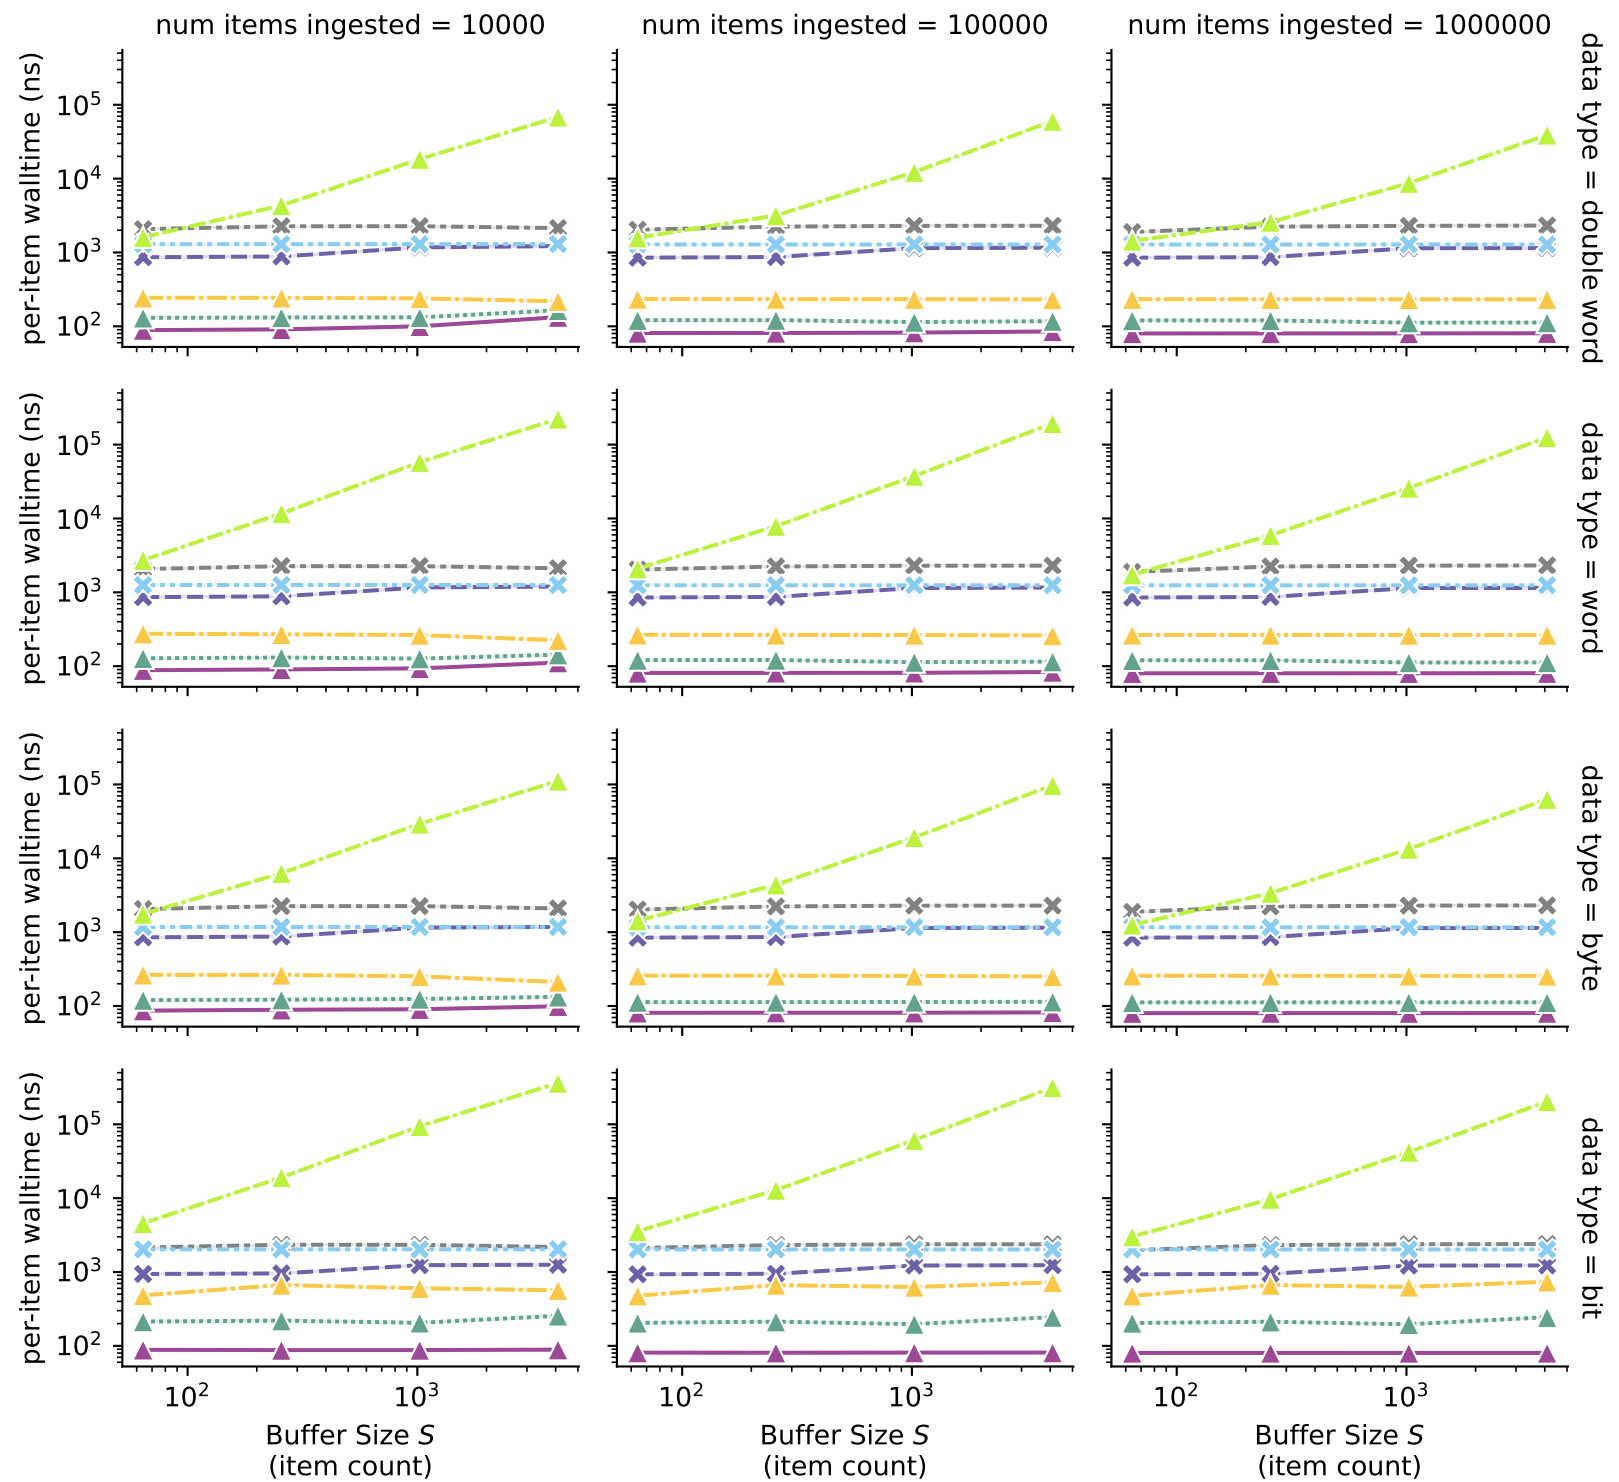 num items ingested = 10000
num items ingested = 100000
num items ingested = 1000000
per-item walltime (ns)
10⁵
10⁴
10³
10²
data type = double word
per-item walltime (ns)
10⁵
10⁴
10³
10²
data type = word
per-item walltime (ns)
10⁵
10⁴
10³
10²
data type = byte
per-item walltime (ns)
10⁵
10⁴
10³
10²
data type = bit
10² 10³
10² 10³
10² 10³
Buffer Size S
(item count)
Buffer Size S
(item count)
Buffer Size S
(item count)